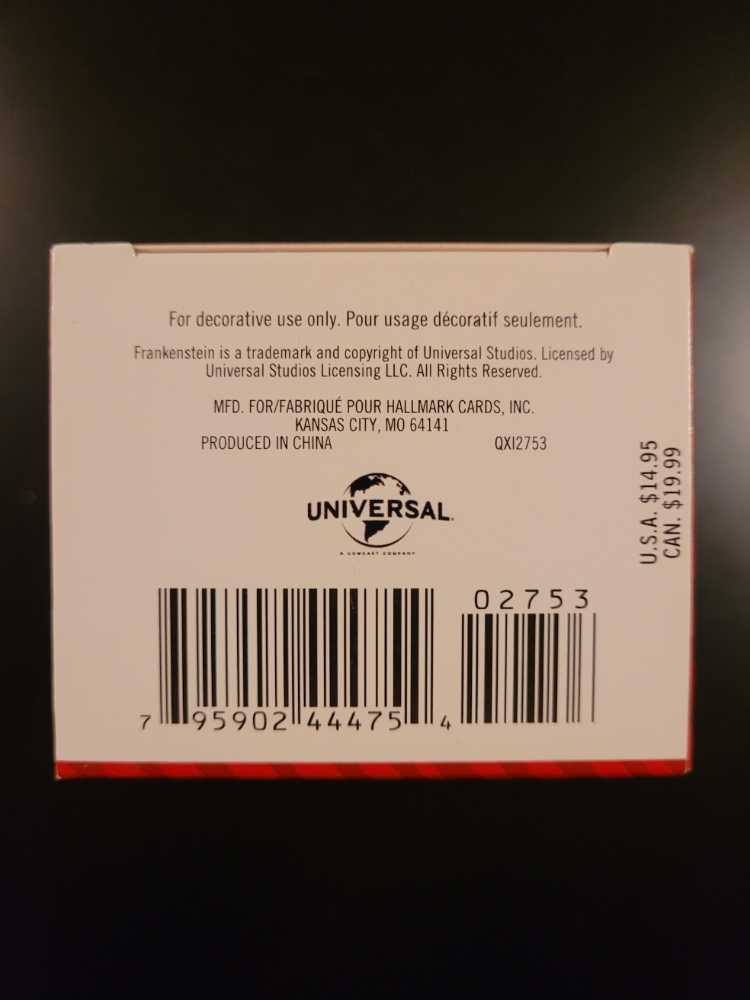 For decorative use only. Pour usage décoratif seulement.
Frankenstein is a trademark and copyright of Universal Studios. Licensed by
Universal Studios Licensing LLC. All Rights Reserved.
MFD. FOR/FABRIQUÉ POUR HALLMARK CARDS, INC.
KANSAS CITY, MO 64141
PRODUCED IN CHINA QXI2753
UNIVERSAL
A COMCAST COMPANY
U.S.A. $14.95
CAN. $19.99
02753
7 95902 44475 4